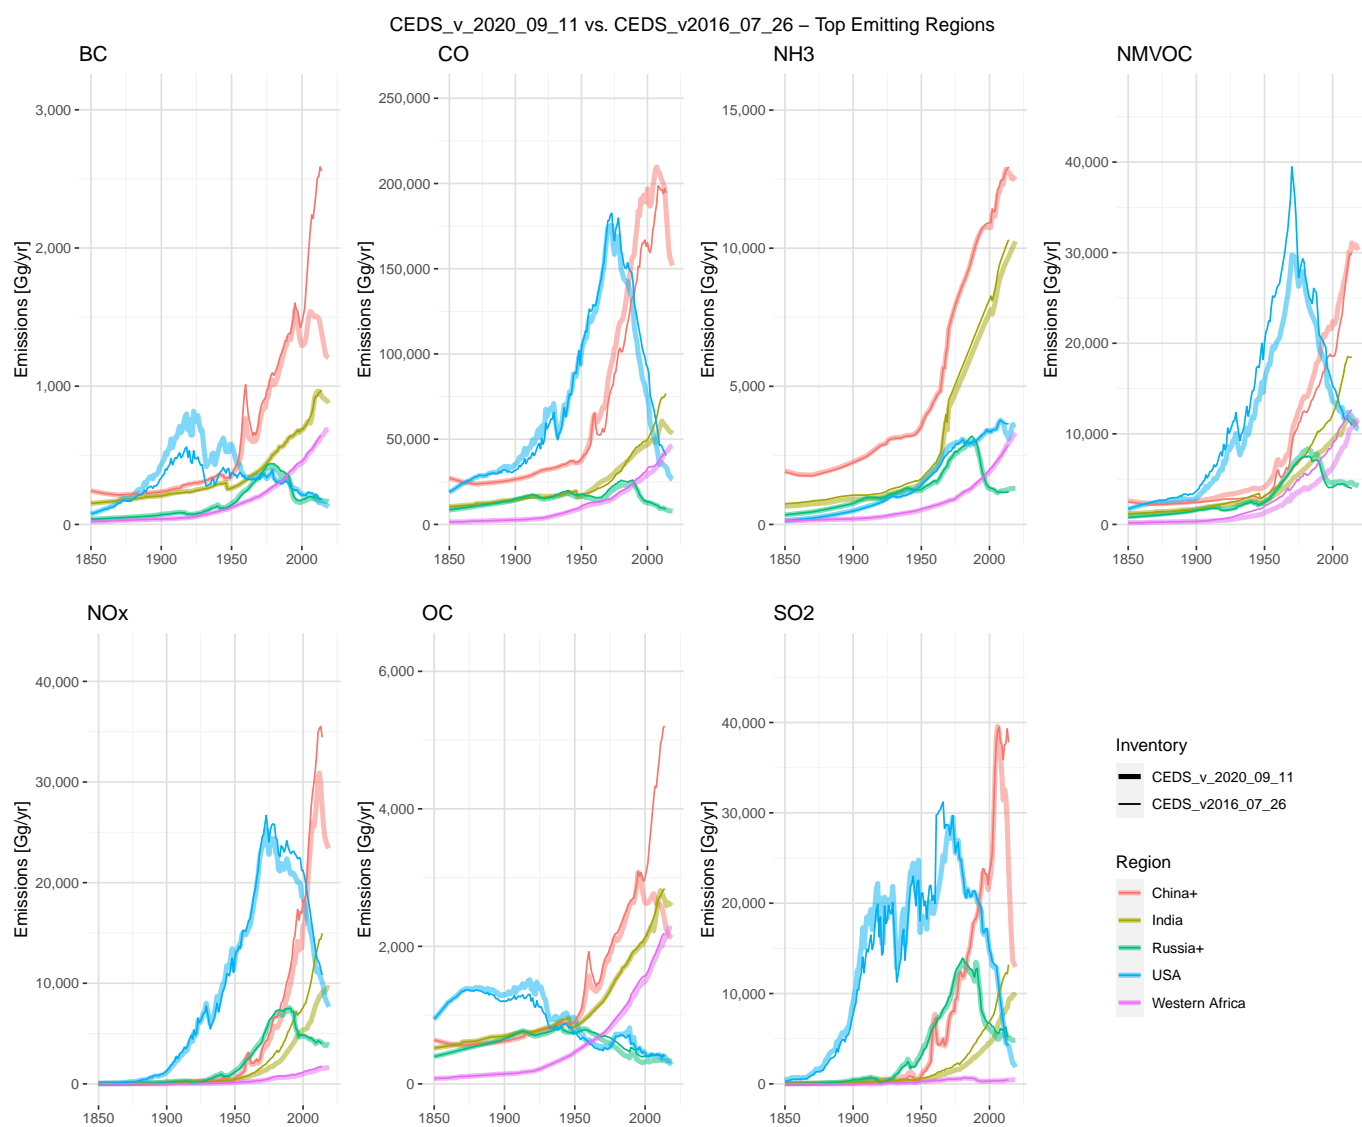 CEDS_v_2020_09_11 vs. CEDS_v2016_07_26 – Top Emitting Regions
BC
CO
NH3
NMVOC
Emissions [Gg/yr]
3,000
2,000
1,000
0
1850
1900
1950
2000
Emissions [Gg/yr]
250,000
200,000
150,000
100,000
50,000
0
1850
1900
1950
2000
Emissions [Gg/yr]
15,000
10,000
5,000
0
1850
1900
1950
2000
Emissions [Gg/yr]
40,000
30,000
20,000
10,000
0
1850
1900
1950
2000
NOx
OC
SO2
Emissions [Gg/yr]
40,000
30,000
20,000
10,000
0
1850
1900
1950
2000
Emissions [Gg/yr]
6,000
4,000
2,000
0
1850
1900
1950
2000
Emissions [Gg/yr]
40,000
30,000
20,000
10,000
0
1850
1900
1950
2000
Inventory
CEDS_v_2020_09_11
CEDS_v2016_07_26
Region
China+
India
Russia+
USA
Western Africa